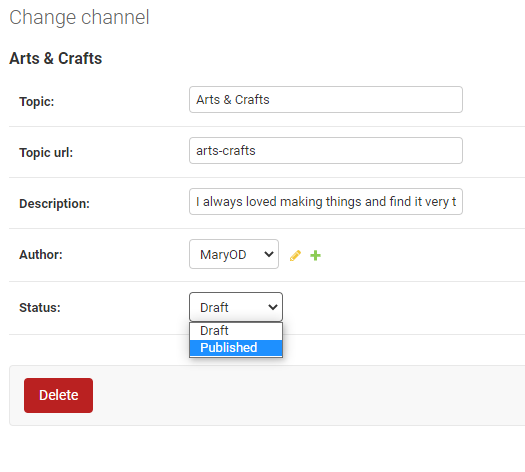 Change channel
Arts & Crafts
Topic: Arts & Crafts
Topic url: arts-crafts
Description: I always loved making things and find it very t
Author: MaryOD
Status: Draft
Draft
Published
Delete